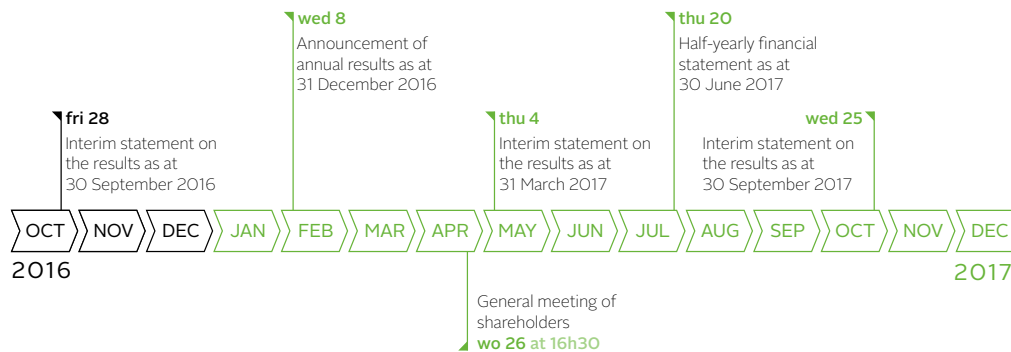 wed 8
Announcement of
annual results as at
31 December 2016
thu 20
Half-yearly financial
statement as at
30 June 2017
fri 28
Interim statement on
the results as at
30 September 2016
thu 4
Interim statement on
the results as at
31 March 2017
wed 25
Interim statement on
the results as at
30 September 2017
OCT NOV DEC JAN FEB MAR APR MAY JUN JUL AUG SEP OCT NOV DEC
2016 2017
General meeting of
shareholders
wo 26 at 16h30